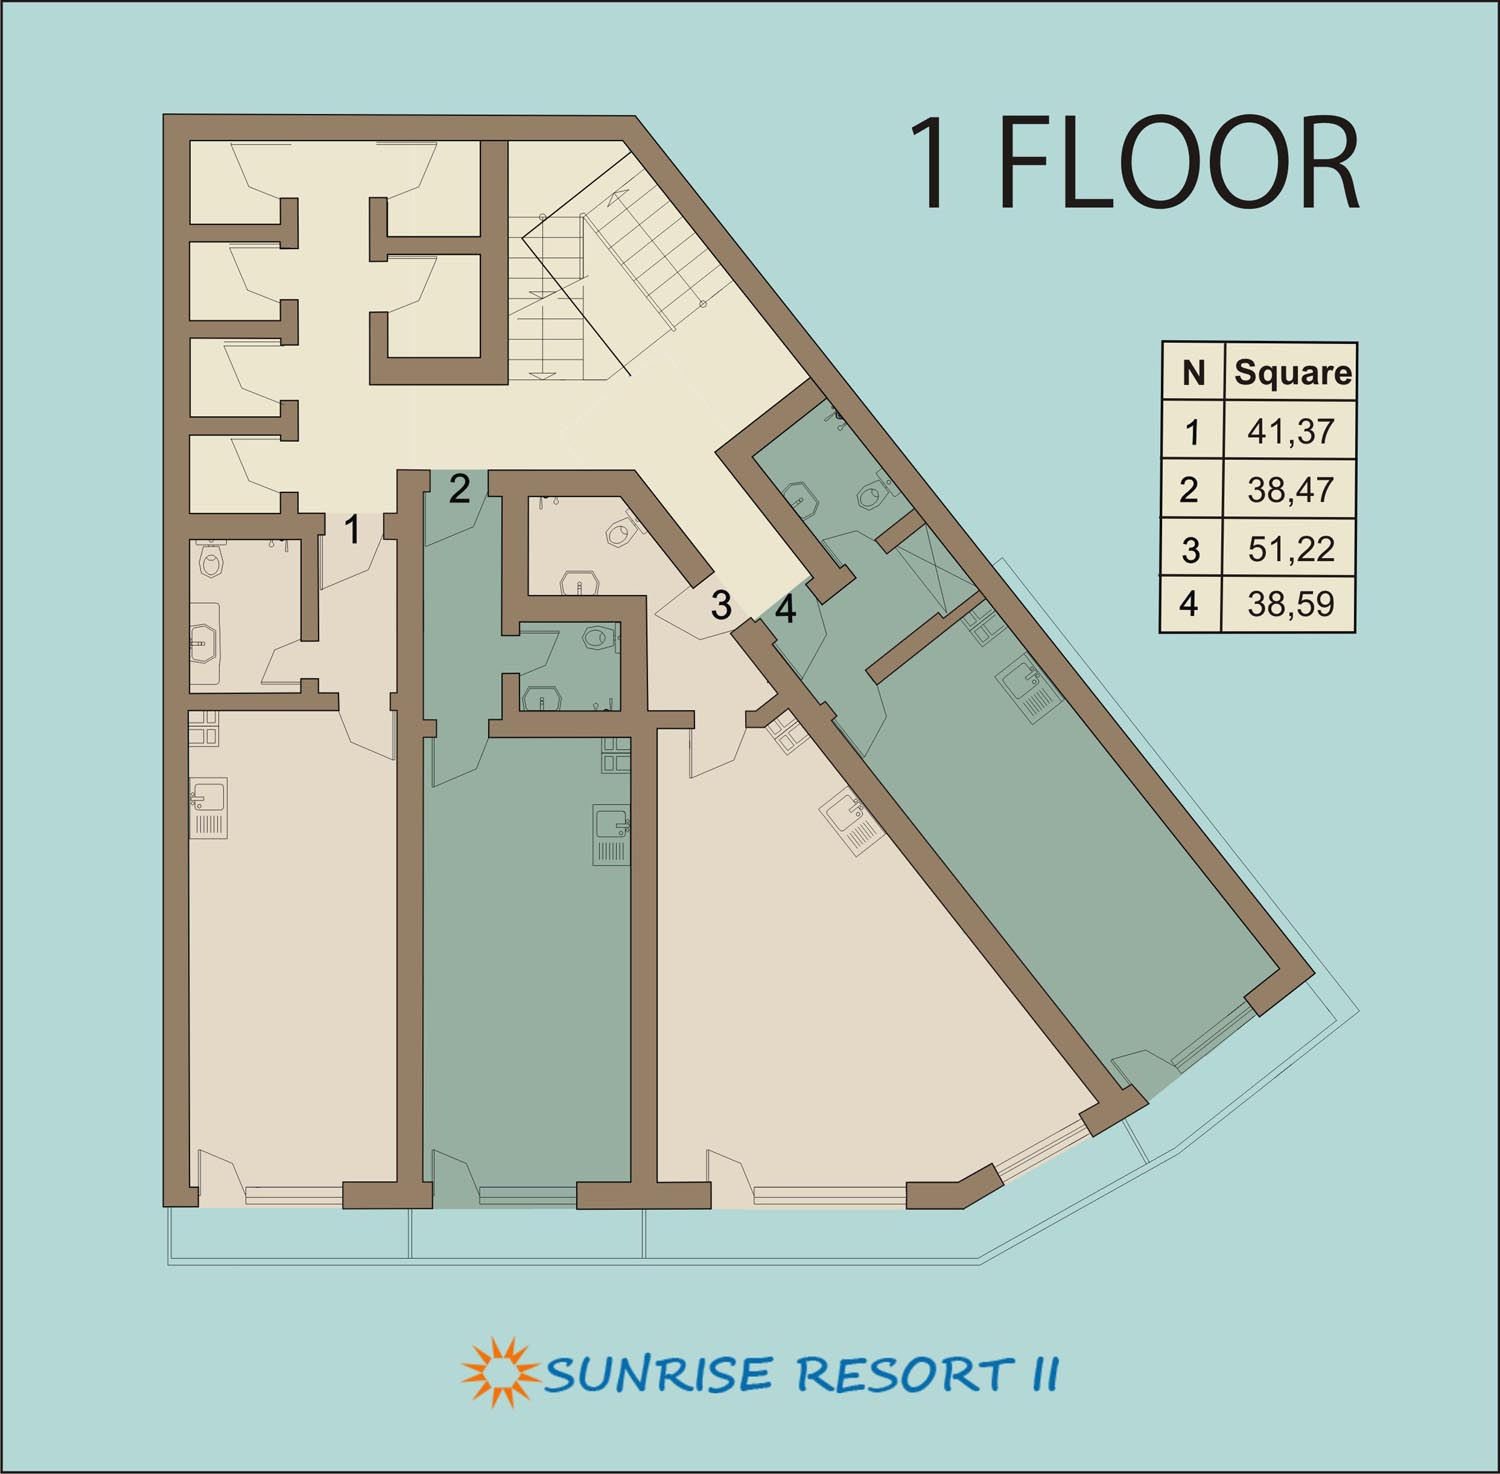 1 FLOOR
N Square
1 41,37
2 38,47
3 51,22
4 38,59
2
1
3
4
SUNRISE RESORT II